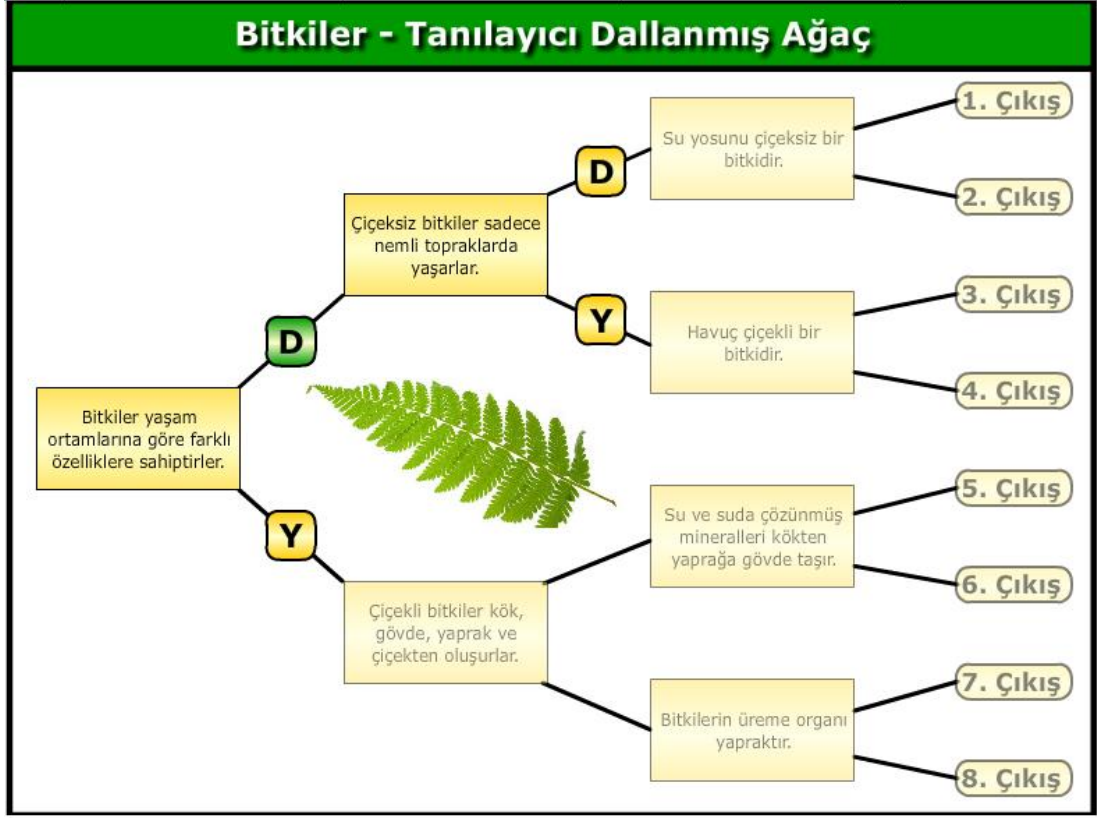 Bitkiler - Tanılayıcı Dallanmış Ağaç
Bitkiler yaşam
ortamlarına göre farklı
özelliklere sahiptirler.
D
Y
Çiçeksiz bitkiler sadece
nemli topraklarda
yaşarlar.
D
Y
Çiçekli bitkiler kök,
gövde, yaprak ve
çiçekten oluşurlar.
Su yosunu çiçeksiz bir
bitkidir.
Havuç çiçekli bir
bitkidir.
Su ve suda çözünmüş
mineralleri kökten
yaprağa gövde taşır.
Bitkilerin üreme organı
yapraktır.
1. Çıkış
2. Çıkış
3. Çıkış
4. Çıkış
5. Çıkış
6. Çıkış
7. Çıkış
8. Çıkış